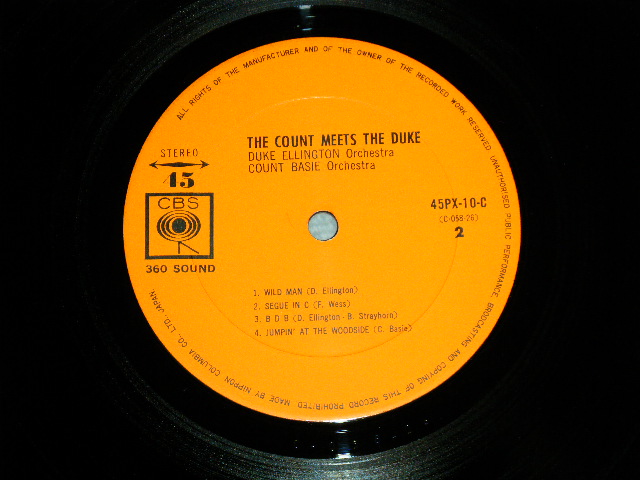 ALL RIGHTS OF THE MANUFACTURER AND OF THE OWNER OF THE RECORDED WORK RESERVED. UNAUTHORISED PUBLIC PERFORMANCE, BROADCASTING AND COPYING OF THIS RECORD PROHIBITED. MADE BY NIPPON COLUMBIA CO., LTD. JAPAN.
THE COUNT MEETS THE DUKE
DUKE ELLINGTON Orchestra
COUNT BASIE Orchestra
STEREO
45
CBS
360 SOUND
45PX-10-C
(C-058-26)
2
1. WILD MAN (D. Ellington)
2. SEGUE IN C (F. Wess)
3. B D B (D. Ellington - B. Strayhorn)
4. JUMPIN' AT THE WOODSIDE (C. Basie)